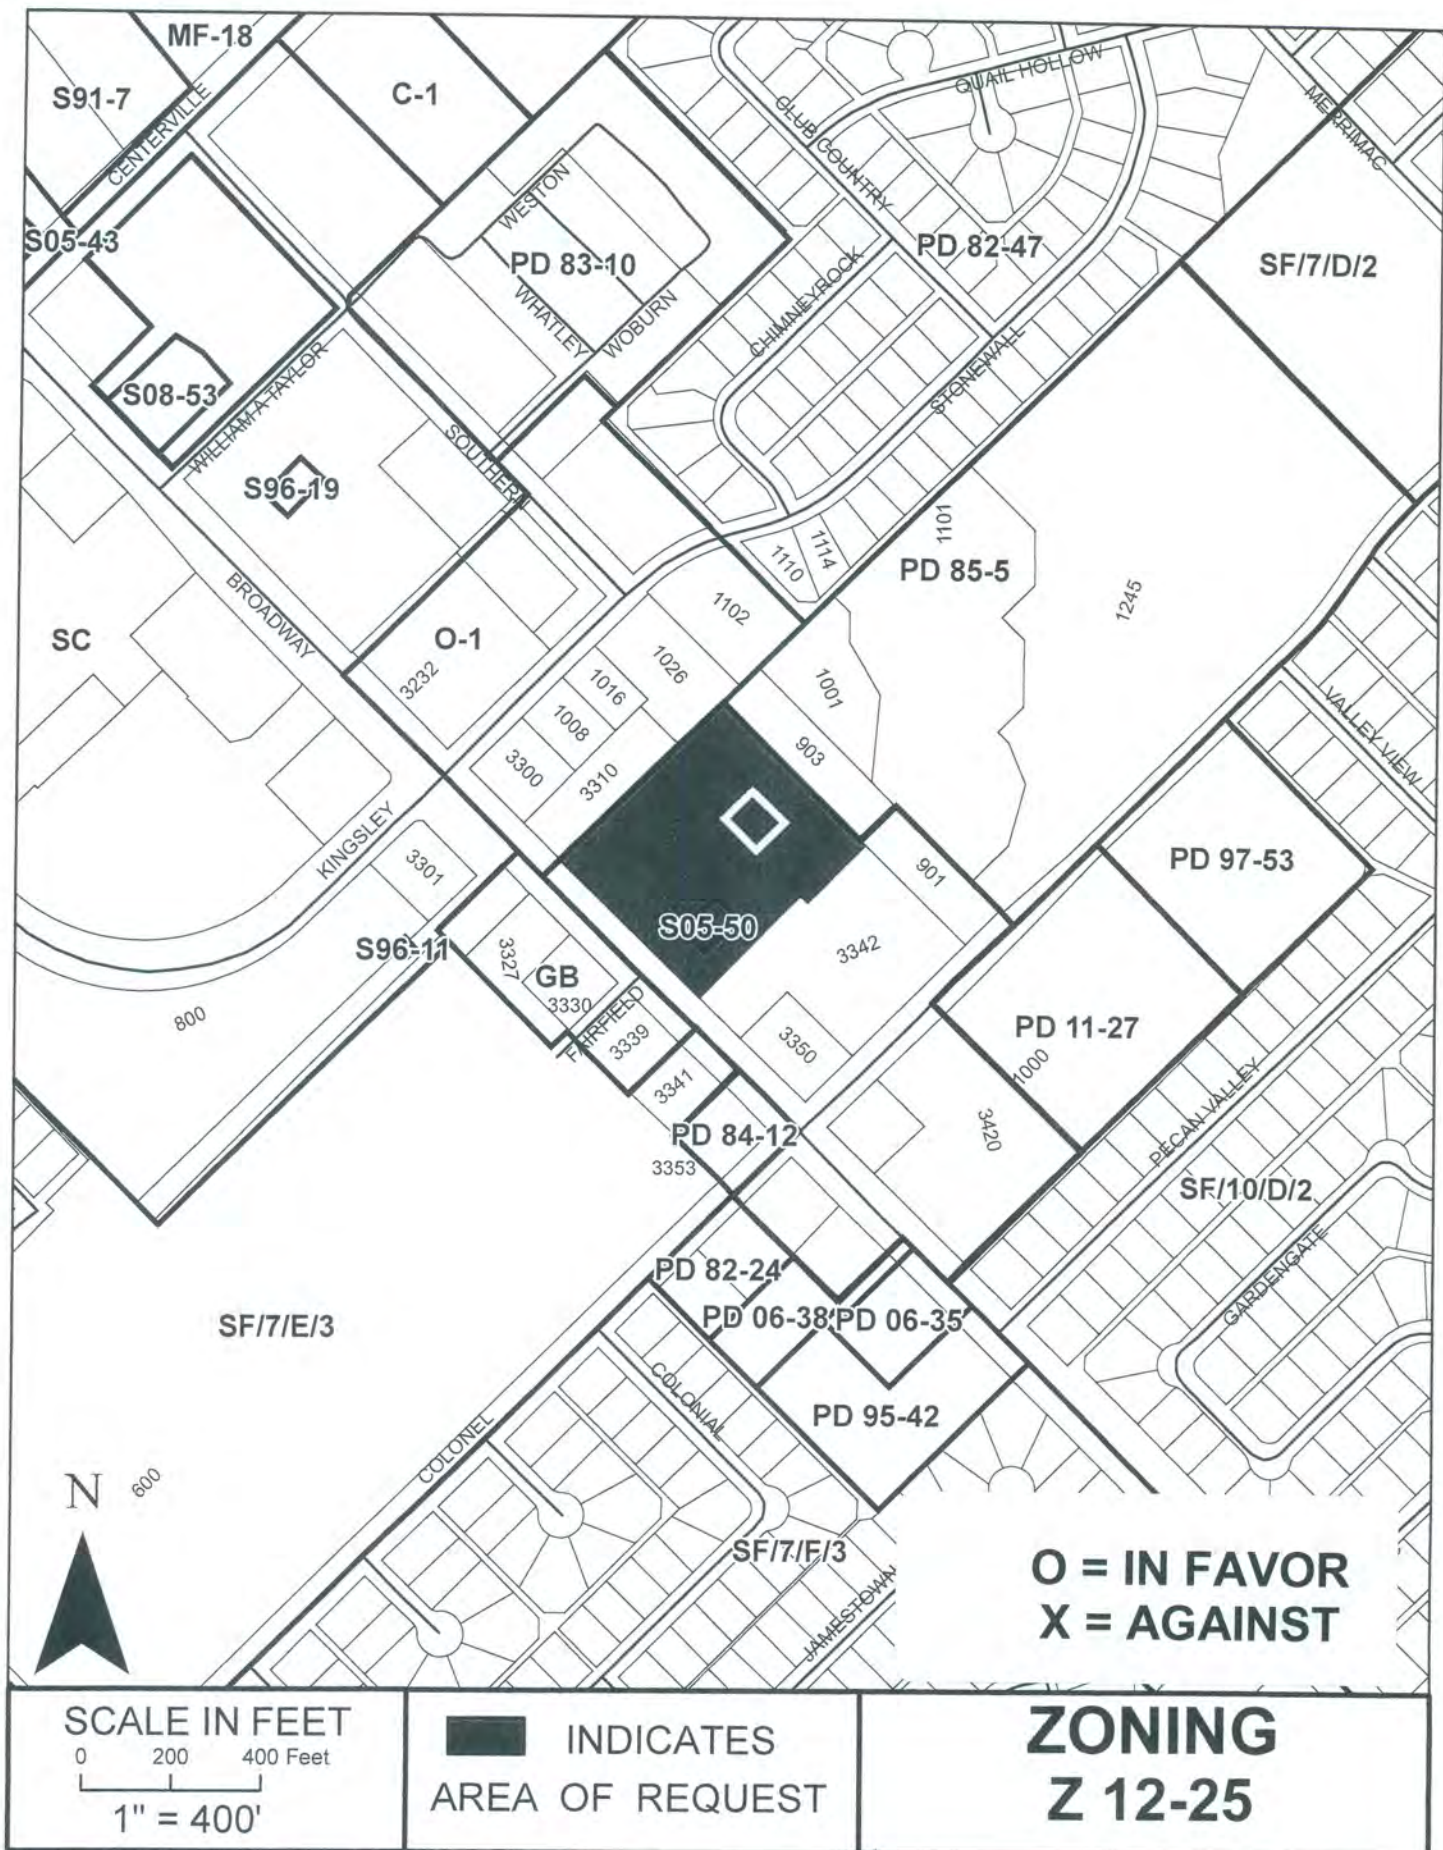 MF-18
S91-7
C-1
CENTERVILLE
QUAIL HOLLOW
CLUB COUNTRY
MERRIMAC
WESTON
S05-43
PD 83-10
PD 82-47
SF/7/D/2
CHIMNEYROCK
WHATLEY
WOBURN
STONEWALL
S08-53
WILLIAM A TAYLOR
SOUTHERN
S96-19
1101
1110
1114
PD 85-5
BROADWAY
1102
1245
SC
O-1
3232
1026
1016
1001
1008
903
VALLEY VIEW
3300
3310
KINGSLEY
3301
901
PD 97-53
S05-50
S96-11
3327
GB
3342
3330
FAIRFIELD
800
3339
3350
PD 11-27
1000
3341
PECAN VALLEY
3420
PD 84-12
3353
SF/10/D/2
GARDENGATE
PD 82-24
PD 06-38
PD 06-35
SF/7/E/3
COLONIAL
PD 95-42
COLONEL
N
600
SF/7/F/3
JAMESTOWN
O = IN FAVOR
X = AGAINST
SCALE IN FEET
0 200 400 Feet
1" = 400'
INDICATES
AREA OF REQUEST
ZONING
Z 12-25